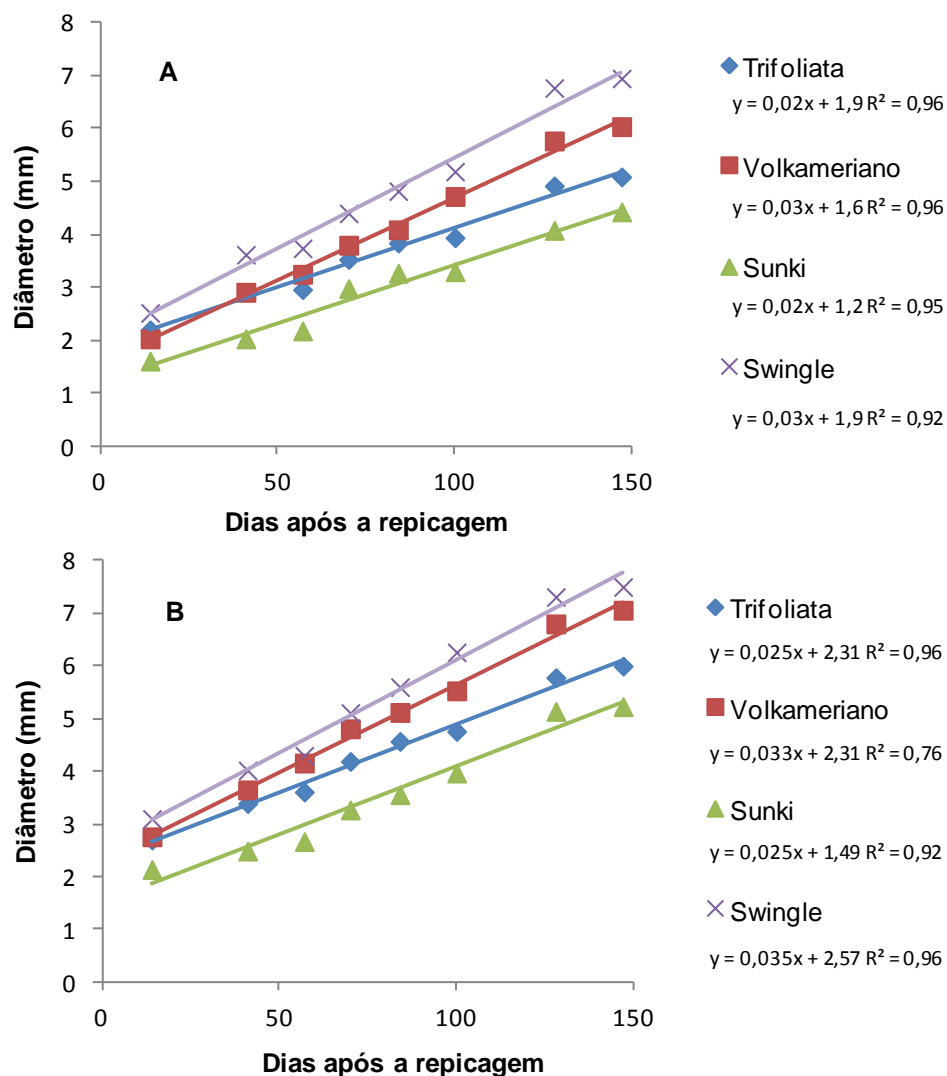 8
7
6
5
4
3
2
1
0
A
Diâmetro (mm)
0 50 100 150
Dias após a repicagem
Trifoliata
y = 0,02x + 1,9 R² = 0,96
Volkameriano
y = 0,03x + 1,6 R² = 0,96
Sunki
y = 0,02x + 1,2 R² = 0,95
Swingle
y = 0,03x + 1,9 R² = 0,92
8
7
6
5
4
3
2
1
0
B
Diâmetro (mm)
0 50 100 150
Dias após a repicagem
Trifoliata
y = 0,025x + 2,31 R² = 0,96
Volkameriano
y = 0,033x + 2,31 R² = 0,76
Sunki
y = 0,025x + 1,49 R² = 0,92
Swingle
y = 0,035x + 2,57 R² = 0,96